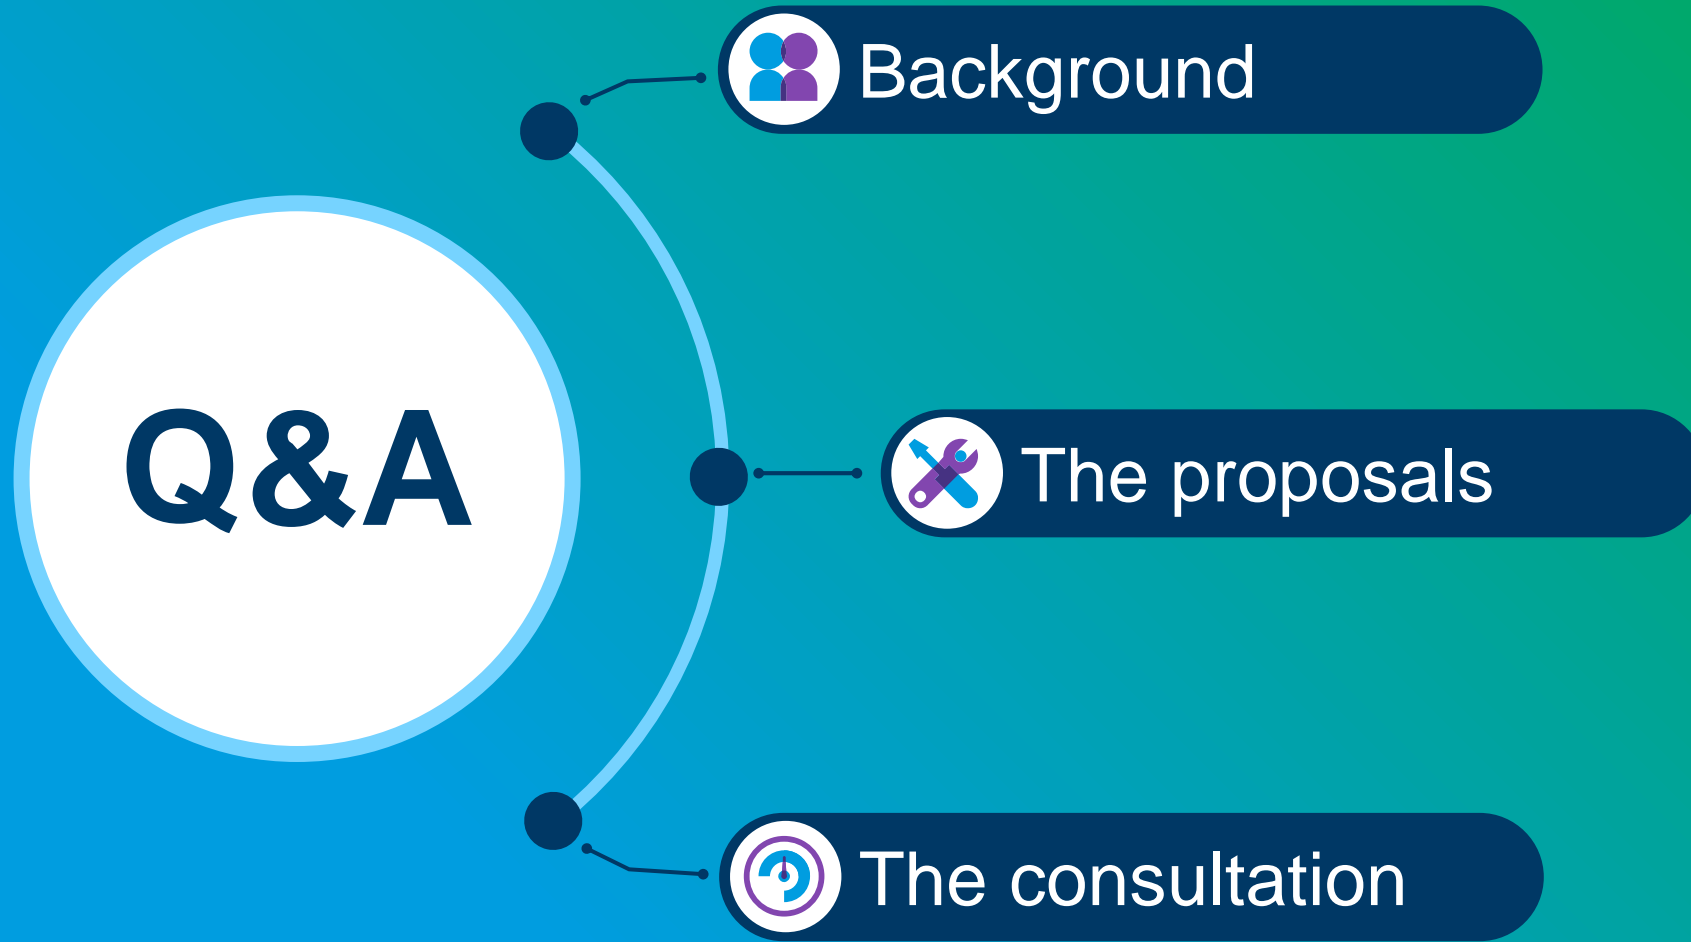 Background
Q&A
The proposals
The consultation